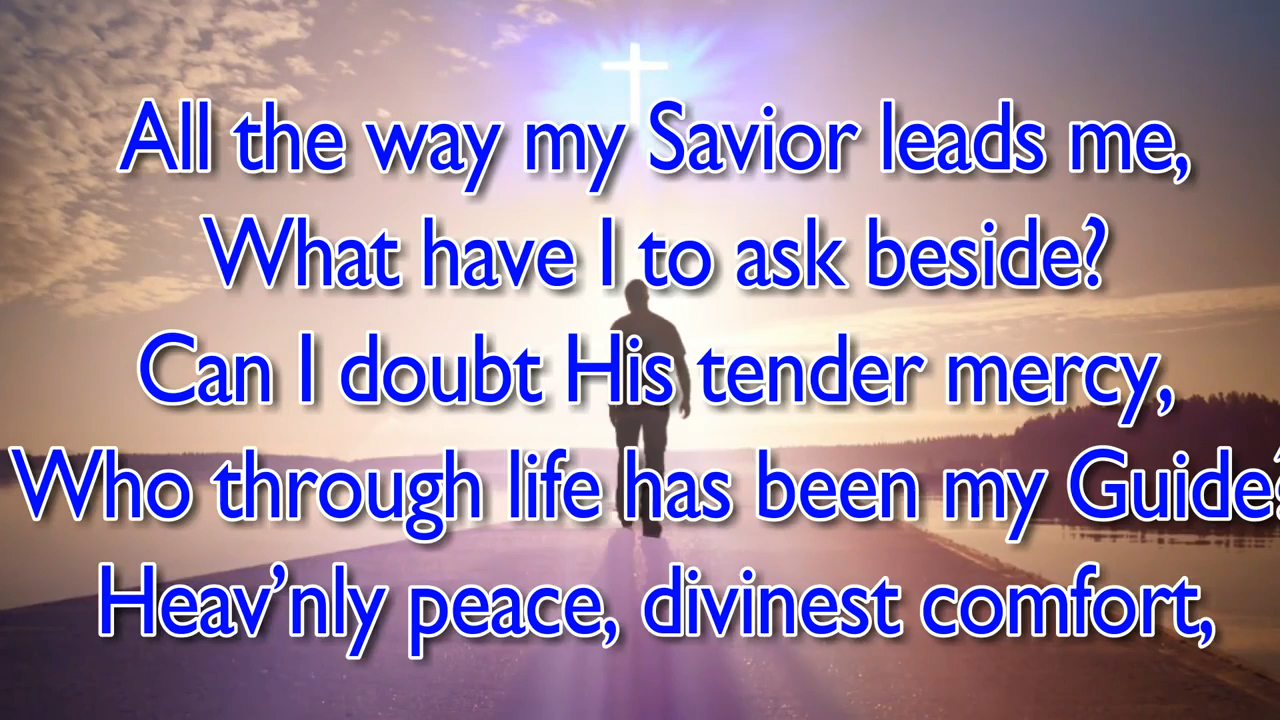 All the way my Savior leads me,
What have I to ask beside?
Can I doubt His tender mercy,
Who through life has been my Guide?
Heav’nly peace, divinest comfort,